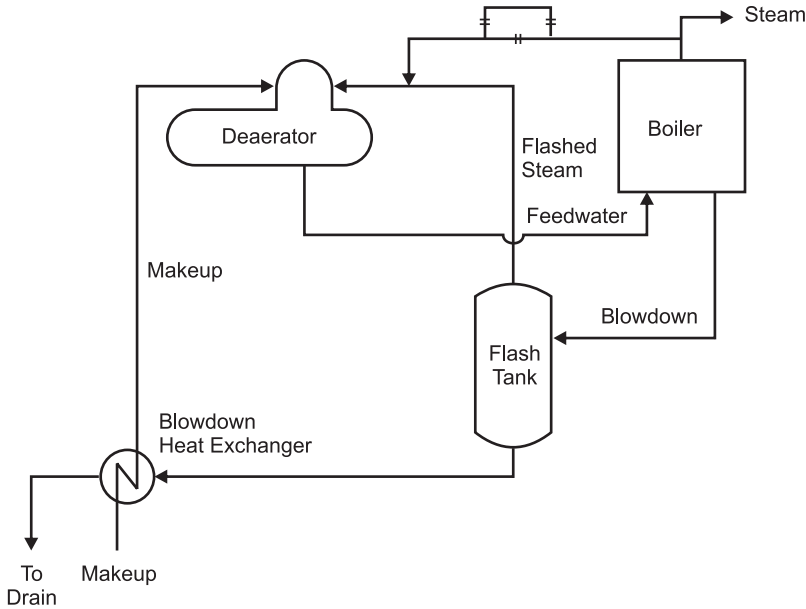 Steam
Boiler
Deaerator
Flashed
Steam
Feedwater
Makeup
Blowdown
Flash
Tank
Blowdown
Heat Exchanger
To
Drain
Makeup